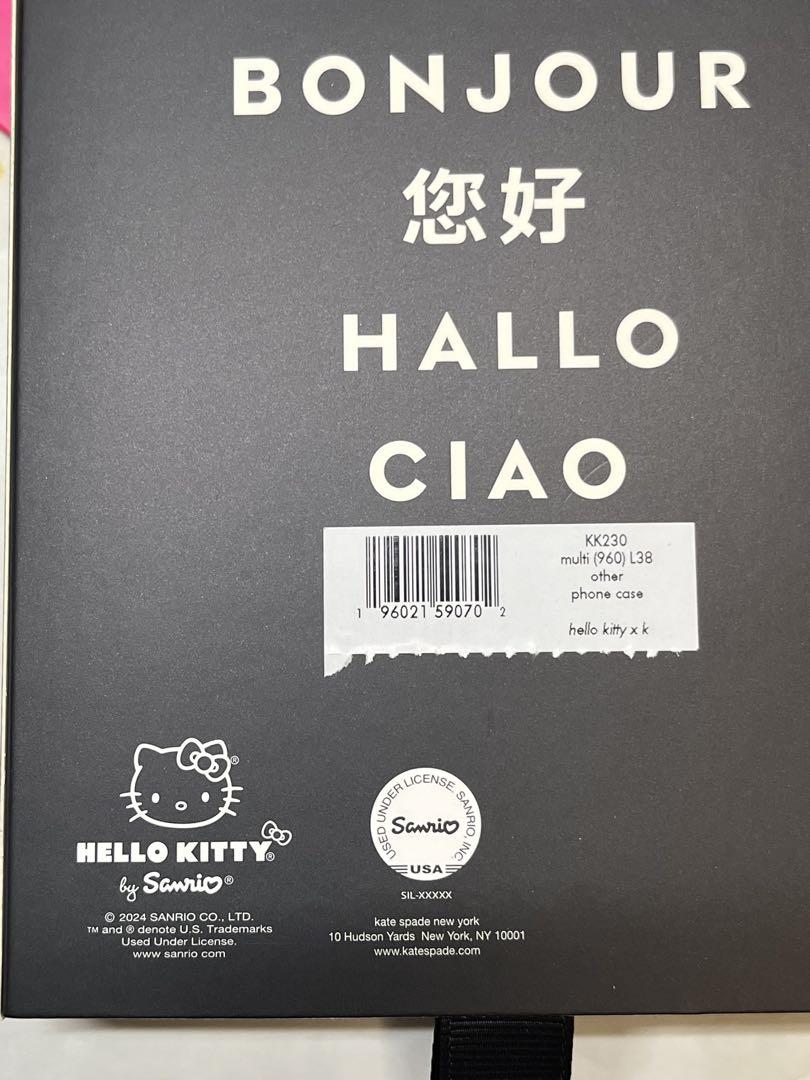 BONJOUR
您好
HALLO
CIAO
KK230
multi (960) L38
other
phone case
hello kitty x k
1 96021 59070 2
HELLO KITTY®
by Sanrio®
© 2024 SANRIO CO., LTD.
TM and ® denote U.S. Trademarks
Used Under License.
www sanrio com
USED UNDER LICENSE. SANRIO, INC.
Sanrio
USA
SIL-XXXXX
kate spade new york
10 Hudson Yards New York, NY 10001
www.katespade.com